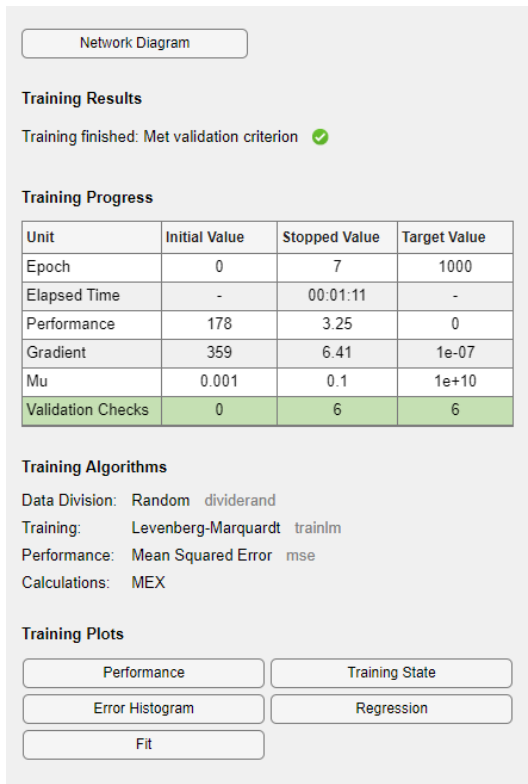 Network Diagram
Training Results
Training finished: Met validation criterion
Training Progress
Unit Initial Value Stopped Value Target Value
Epoch 0 7 1000
Elapsed Time - 00:01:11 -
Performance 178 3.25 0
Gradient 359 6.41 1e-07
Mu 0.001 0.1 1e+10
Validation Checks 0 6 6
Training Algorithms
Data Division: Random dividerand
Training: Levenberg-Marquardt trainlm
Performance: Mean Squared Error mse
Calculations: MEX
Training Plots
Performance Training State
Error Histogram Regression
Fit